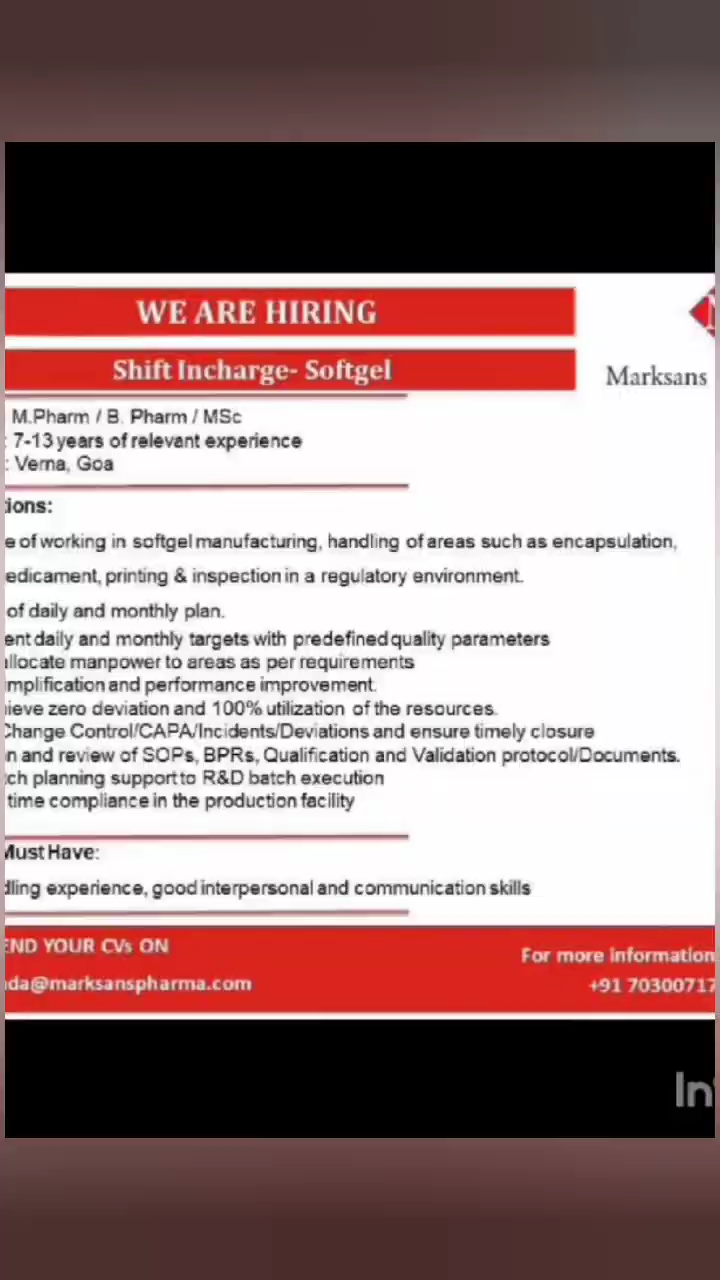 WE ARE HIRING
Shift Incharge- Softgel
Marksans
M.Pharm / B. Pharm / MSc
: 7-13 years of relevant experience
: Verna, Goa
ions:
e of working in softgel manufacturing, handling of areas such as encapsulation,
edicament, printing & inspection in a regulatory environment.
of daily and monthly plan.
ent daily and monthly targets with predefined quality parameters
allocate manpower to areas as per requirements
implification and performance improvement.
ieve zero deviation and 100% utilization of the resources.
Change Control/CAPA/Incidents/Deviations and ensure timely closure
n and review of SOPs, BPRs, Qualification and Validation protocol/Documents.
ch planning support to R&D batch execution
time compliance in the production facility
Must Have:
dling experience, good interpersonal and communication skills
END YOUR CVs ON
For more information
da@marksanspharma.com
+91 70300717
In